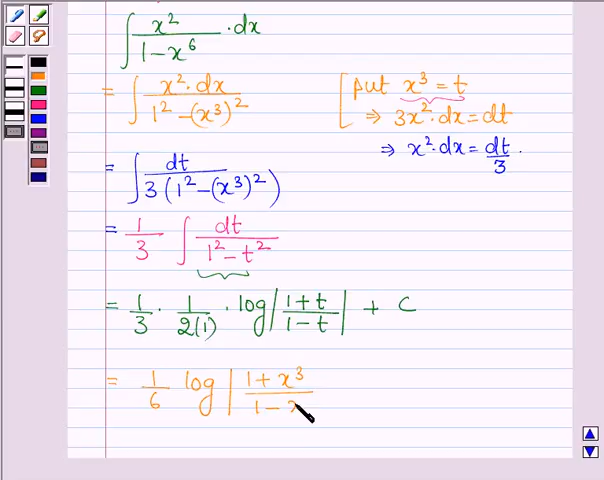 ∫ x²/(1-x⁶) · dx
= ∫ x²·dx/(1² -(x³)²) [put x³ = t
⇒ 3x²·dx = dt
= ∫ dt/(3(1²-(x³)²)) ⇒ x²·dx = dt/3 .
= 1/3 ∫ dt/(1²-t²)
= 1/3 · 1/2(1) · log|(1+t)/(1-t)| + C
= 1/6 log|(1+x³)/(1-x